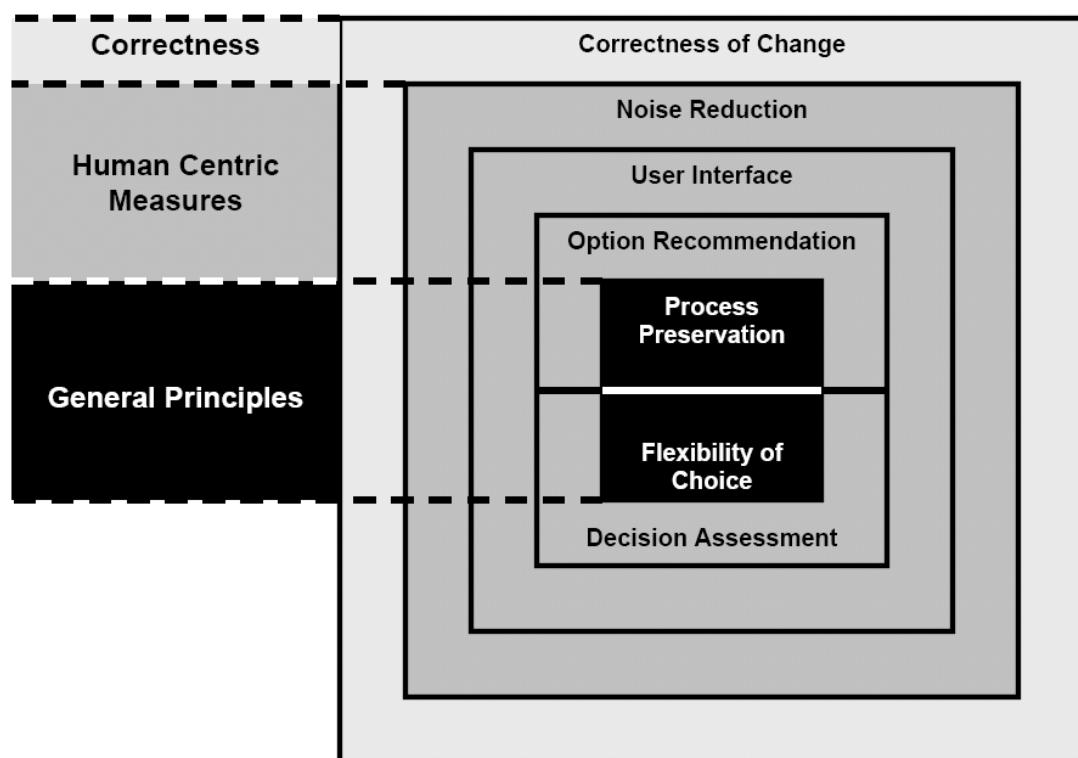 Correctness
Correctness of Change
Noise Reduction
Human Centric
Measures
User Interface
Option Recommendation
Process
Preservation
General Principles
Flexibility of
Choice
Decision Assessment